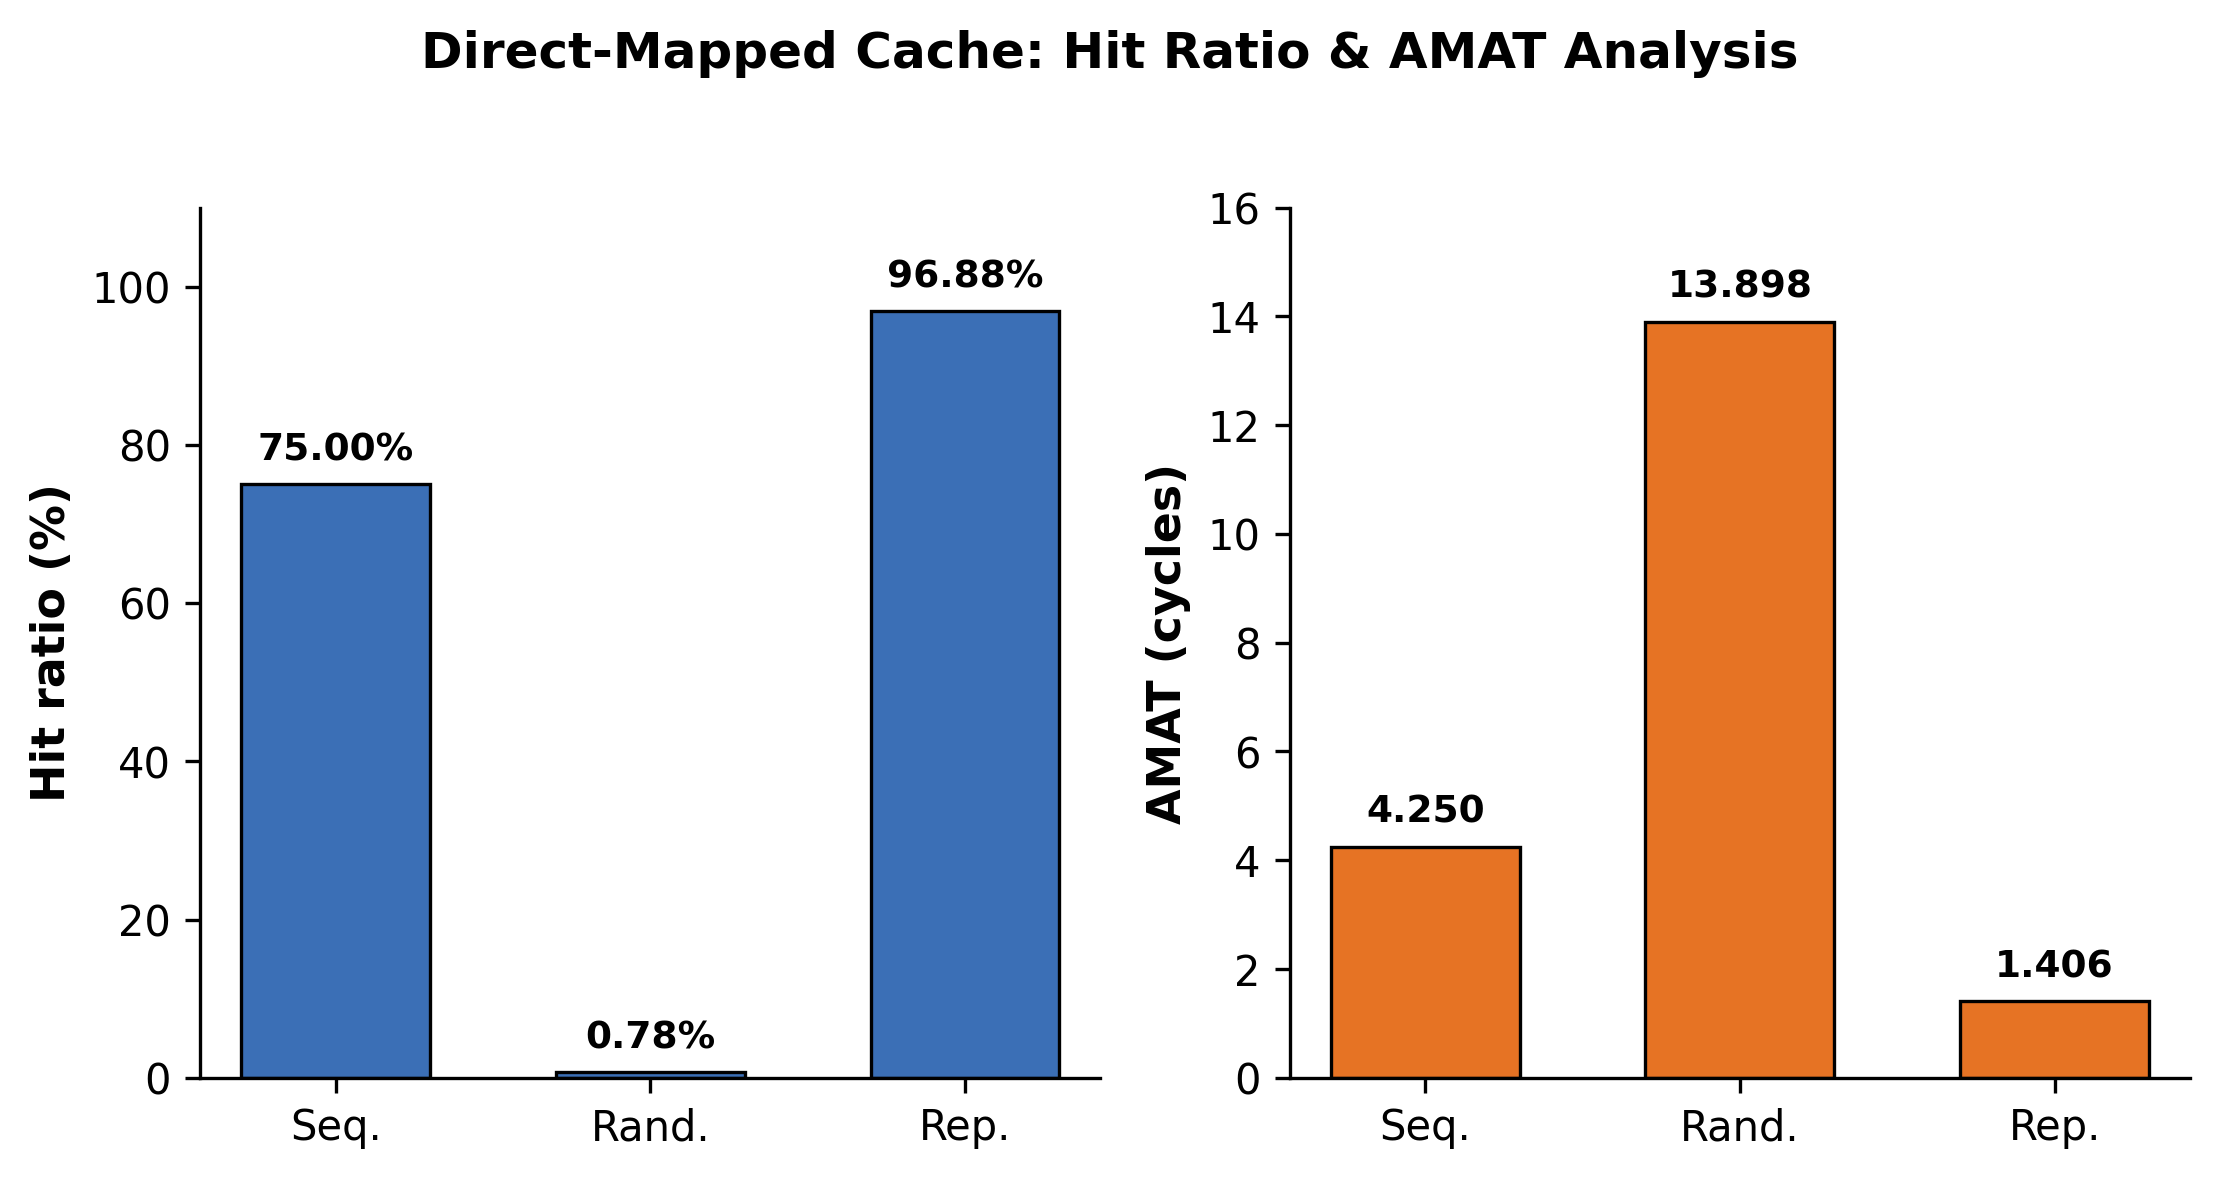 Direct-Mapped Cache: Hit Ratio & AMAT Analysis
Hit ratio (%)
100
80
60
40
20
0
75.00%
0.78%
96.88%
Seq.
Rand.
Rep.
AMAT (cycles)
16
14
12
10
8
6
4
2
0
4.250
13.898
1.406
Seq.
Rand.
Rep.